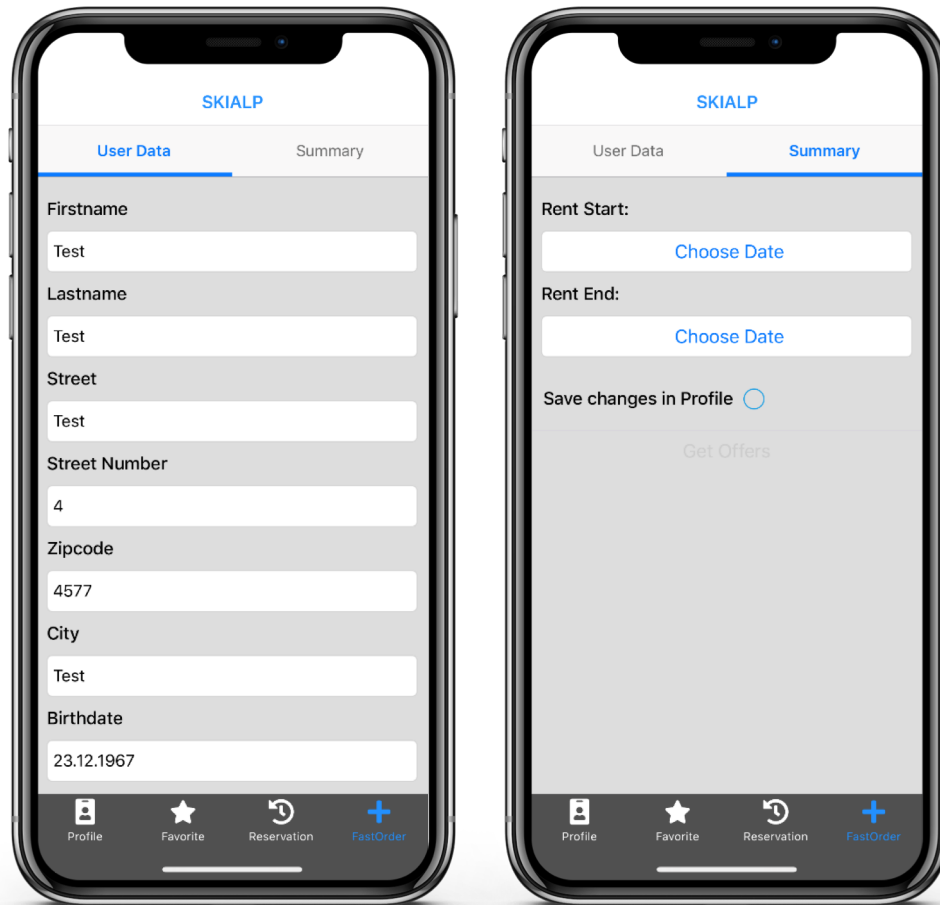 SKIALP
User Data Summary
Firstname
Test
Lastname
Test
Street
Test
Street Number
4
Zipcode
4577
City
Test
Birthdate
23.12.1967
Profile Favorite Reservation FastOrder
SKIALP
User Data Summary
Rent Start:
Choose Date
Rent End:
Choose Date
Save changes in Profile
Get Offers
Profile Favorite Reservation FastOrder